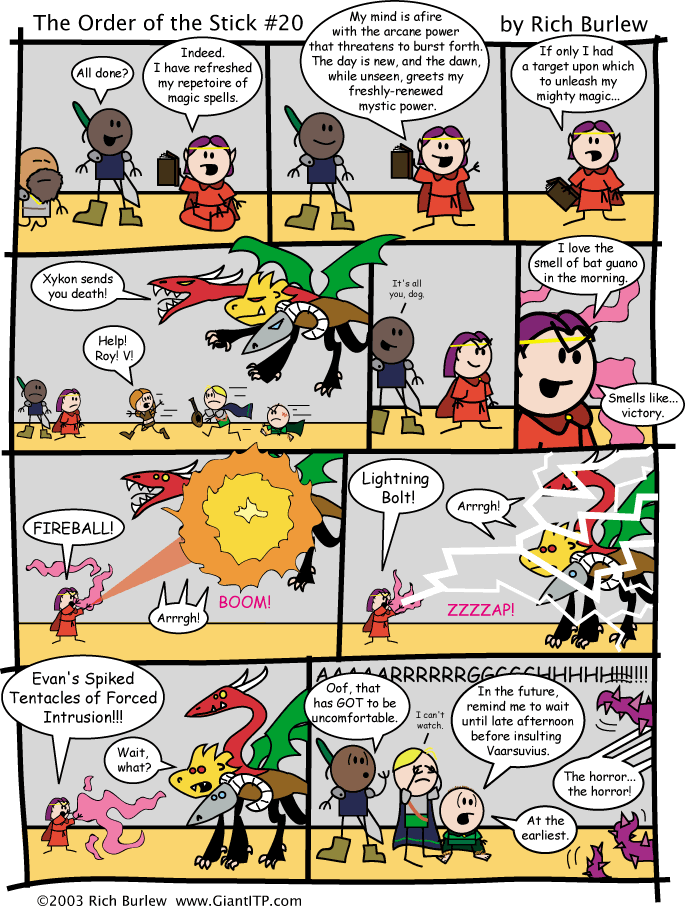 The Order of the Stick #20
by Rich Burlew
All done?
Indeed.
I have refreshed
my repetoire of
magic spells.
My mind is afire
with the arcane power
that threatens to burst forth.
The day is new, and the dawn,
while unseen, greets my
freshly-renewed
mystic power.
If only I had
a target upon which
to unleash my
mighty magic...
Xykon sends
you death!
Help!
Roy! V!
It's all
you, dog.
I love the
smell of bat guano
in the morning.
Smells like...
victory.
FIREBALL!
BOOM!
Arrrgh!
Lightning
Bolt!
Arrrgh!
ZZZZAP!
Evan's Spiked
Tentacles of Forced
Intrusion!!!
Wait,
what?
AAAAAARRRRRRGGGGGGHHHHHH!!!!!!!!
Oof, that
has GOT to be
uncomfortable.
I can't
watch.
In the future,
remind me to wait
until late afternoon
before insulting
Vaarsuvius.
At the
earliest.
The horror...
the horror!
©2003 Rich Burlew www.GiantITP.com